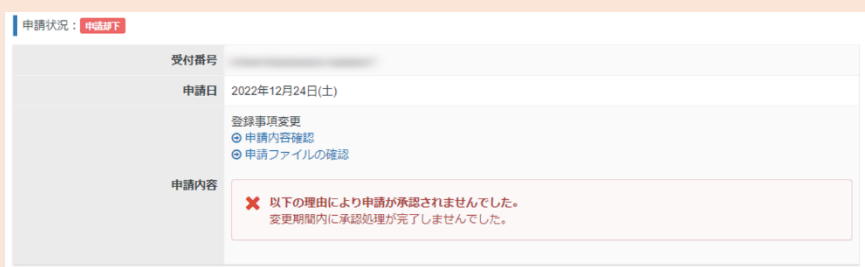 申請状況： 申請却下
受付番号
申請日 2022年12月24日(土)
登録事項変更
申請内容確認
申請ファイルの確認
申請内容
以下の理由により申請が承認されませんでした。
変更期間内に承認処理が完了しませんでした。